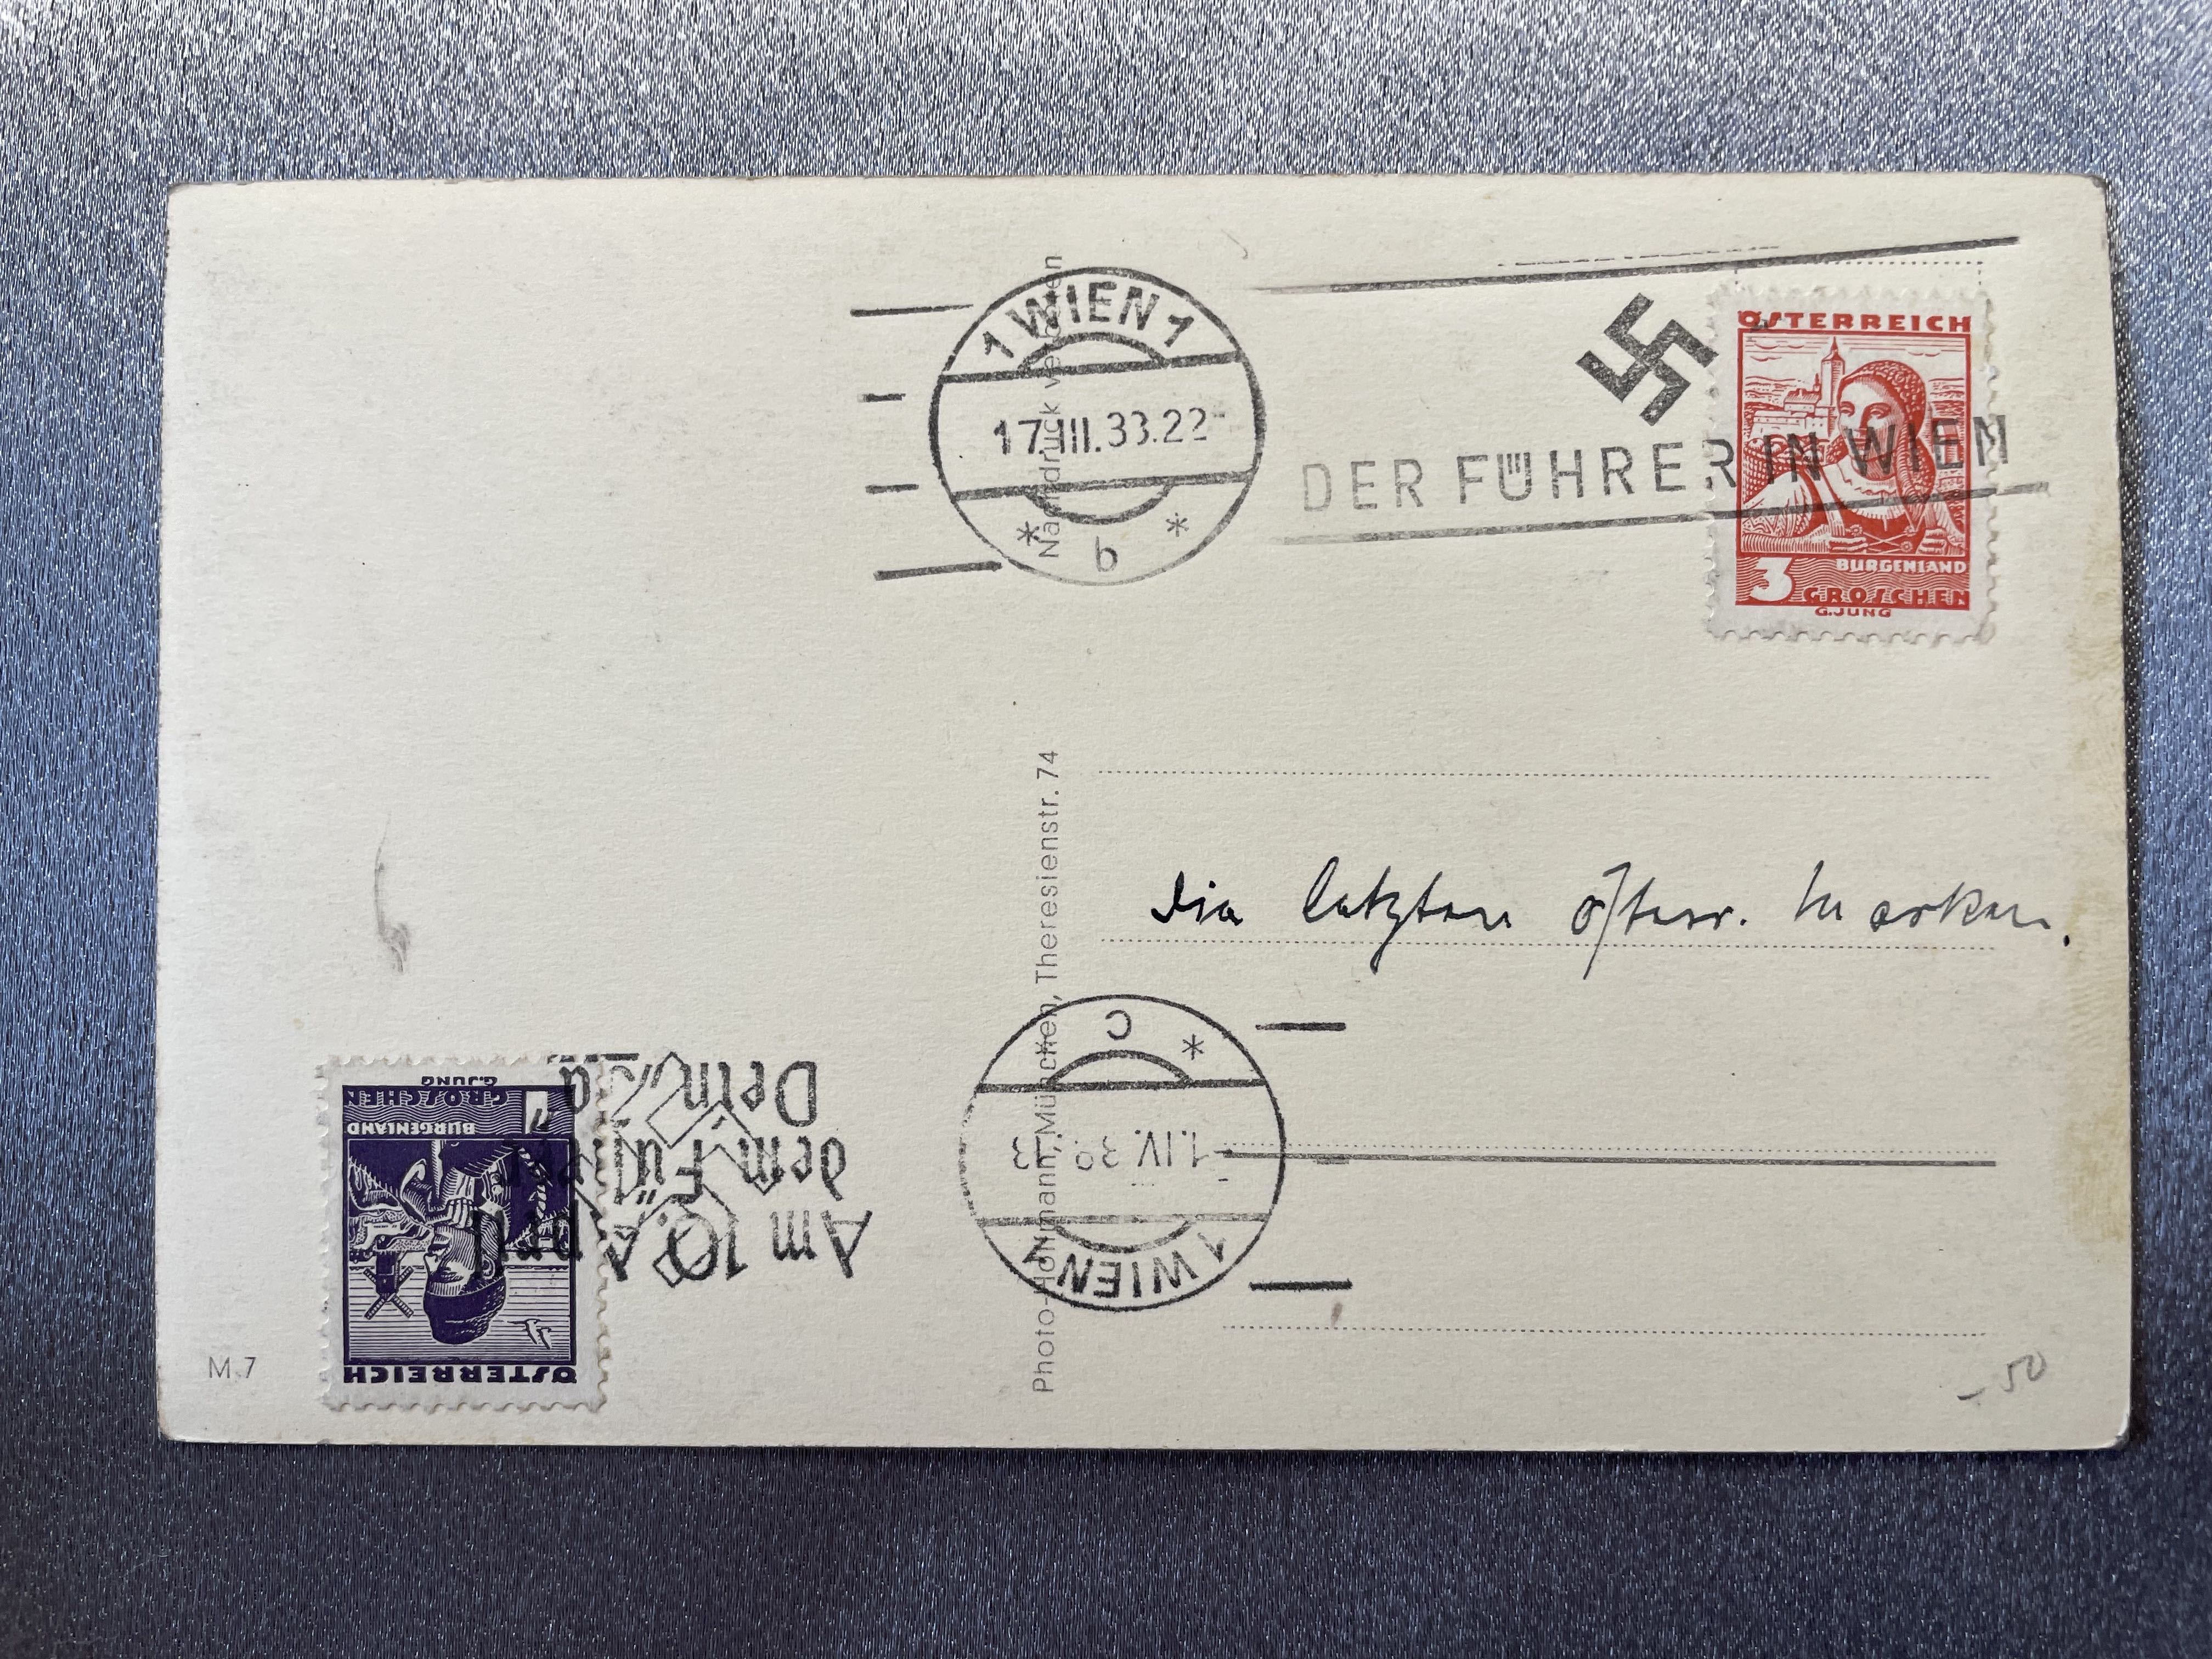 1 WIEN 1
17.III.38.22-
* b *
DER FÜHRER IN WIEN
ÖSTERREICH
BURGENLAND
3 GROSCHEN
G. JUNG
Nachdruck verboten
Photo-Hoffmann, München, Theresienstr. 74
Die letzten österr. Marken.
1 WIEN 1
1.IV.38.13
* c
Am 10. April
dem Führer
Dein "Ja"
ÖSTERREICH
BURGENLAND
1 GROSCHEN
G. JUNG
M.7
– 50